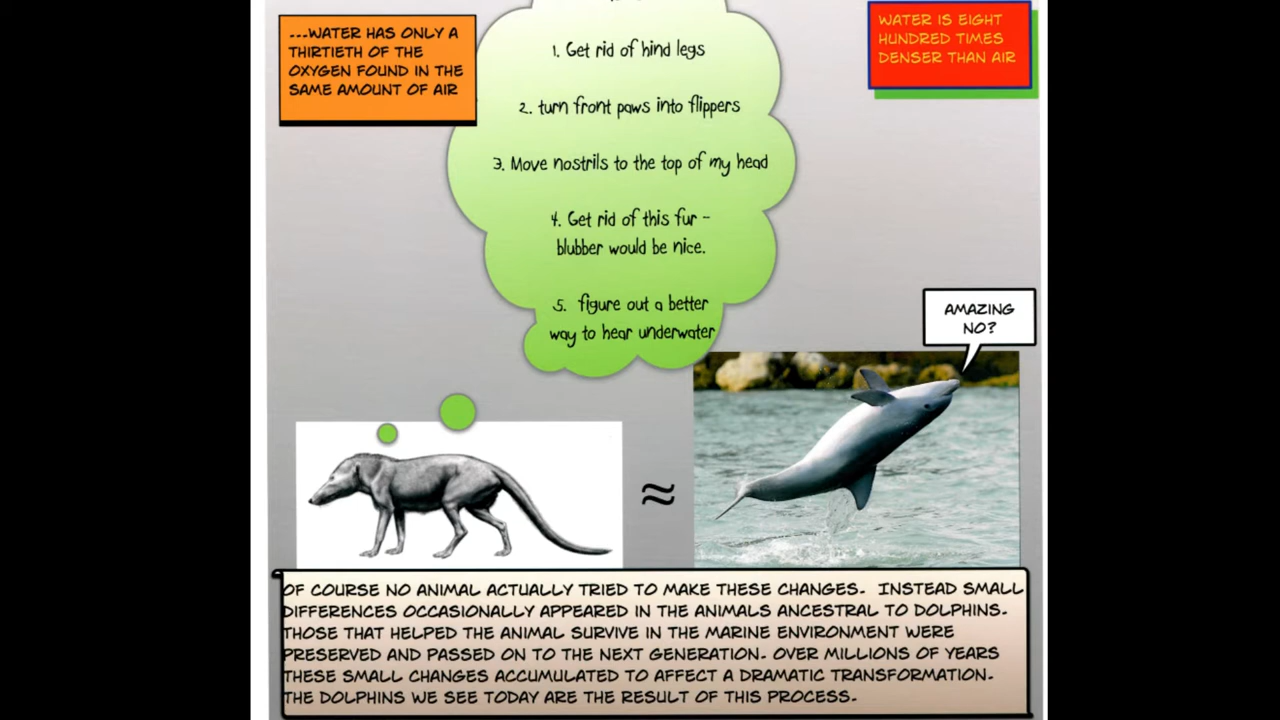 ---WATER HAS ONLY A
THIRTIETH OF THE
OXYGEN FOUND IN THE
SAME AMOUNT OF AIR
WATER IS EIGHT
HUNDRED TIMES
DENSER THAN AIR
1. Get rid of hind legs
2. turn front paws into flippers
3. Move nostrils to the top of my head
4. Get rid of this fur -
blubber would be nice.
5. figure out a better
way to hear underwater
AMAZING
NO?
≈
OF COURSE NO ANIMAL ACTUALLY TRIED TO MAKE THESE CHANGES. INSTEAD SMALL
DIFFERENCES OCCASIONALLY APPEARED IN THE ANIMALS ANCESTRAL TO DOLPHINS.
THOSE THAT HELPED THE ANIMAL SURVIVE IN THE MARINE ENVIRONMENT WERE
PRESERVED AND PASSED ON TO THE NEXT GENERATION. OVER MILLIONS OF YEARS
THESE SMALL CHANGES ACCUMULATED TO AFFECT A DRAMATIC TRANSFORMATION.
THE DOLPHINS WE SEE TODAY ARE THE RESULT OF THIS PROCESS.